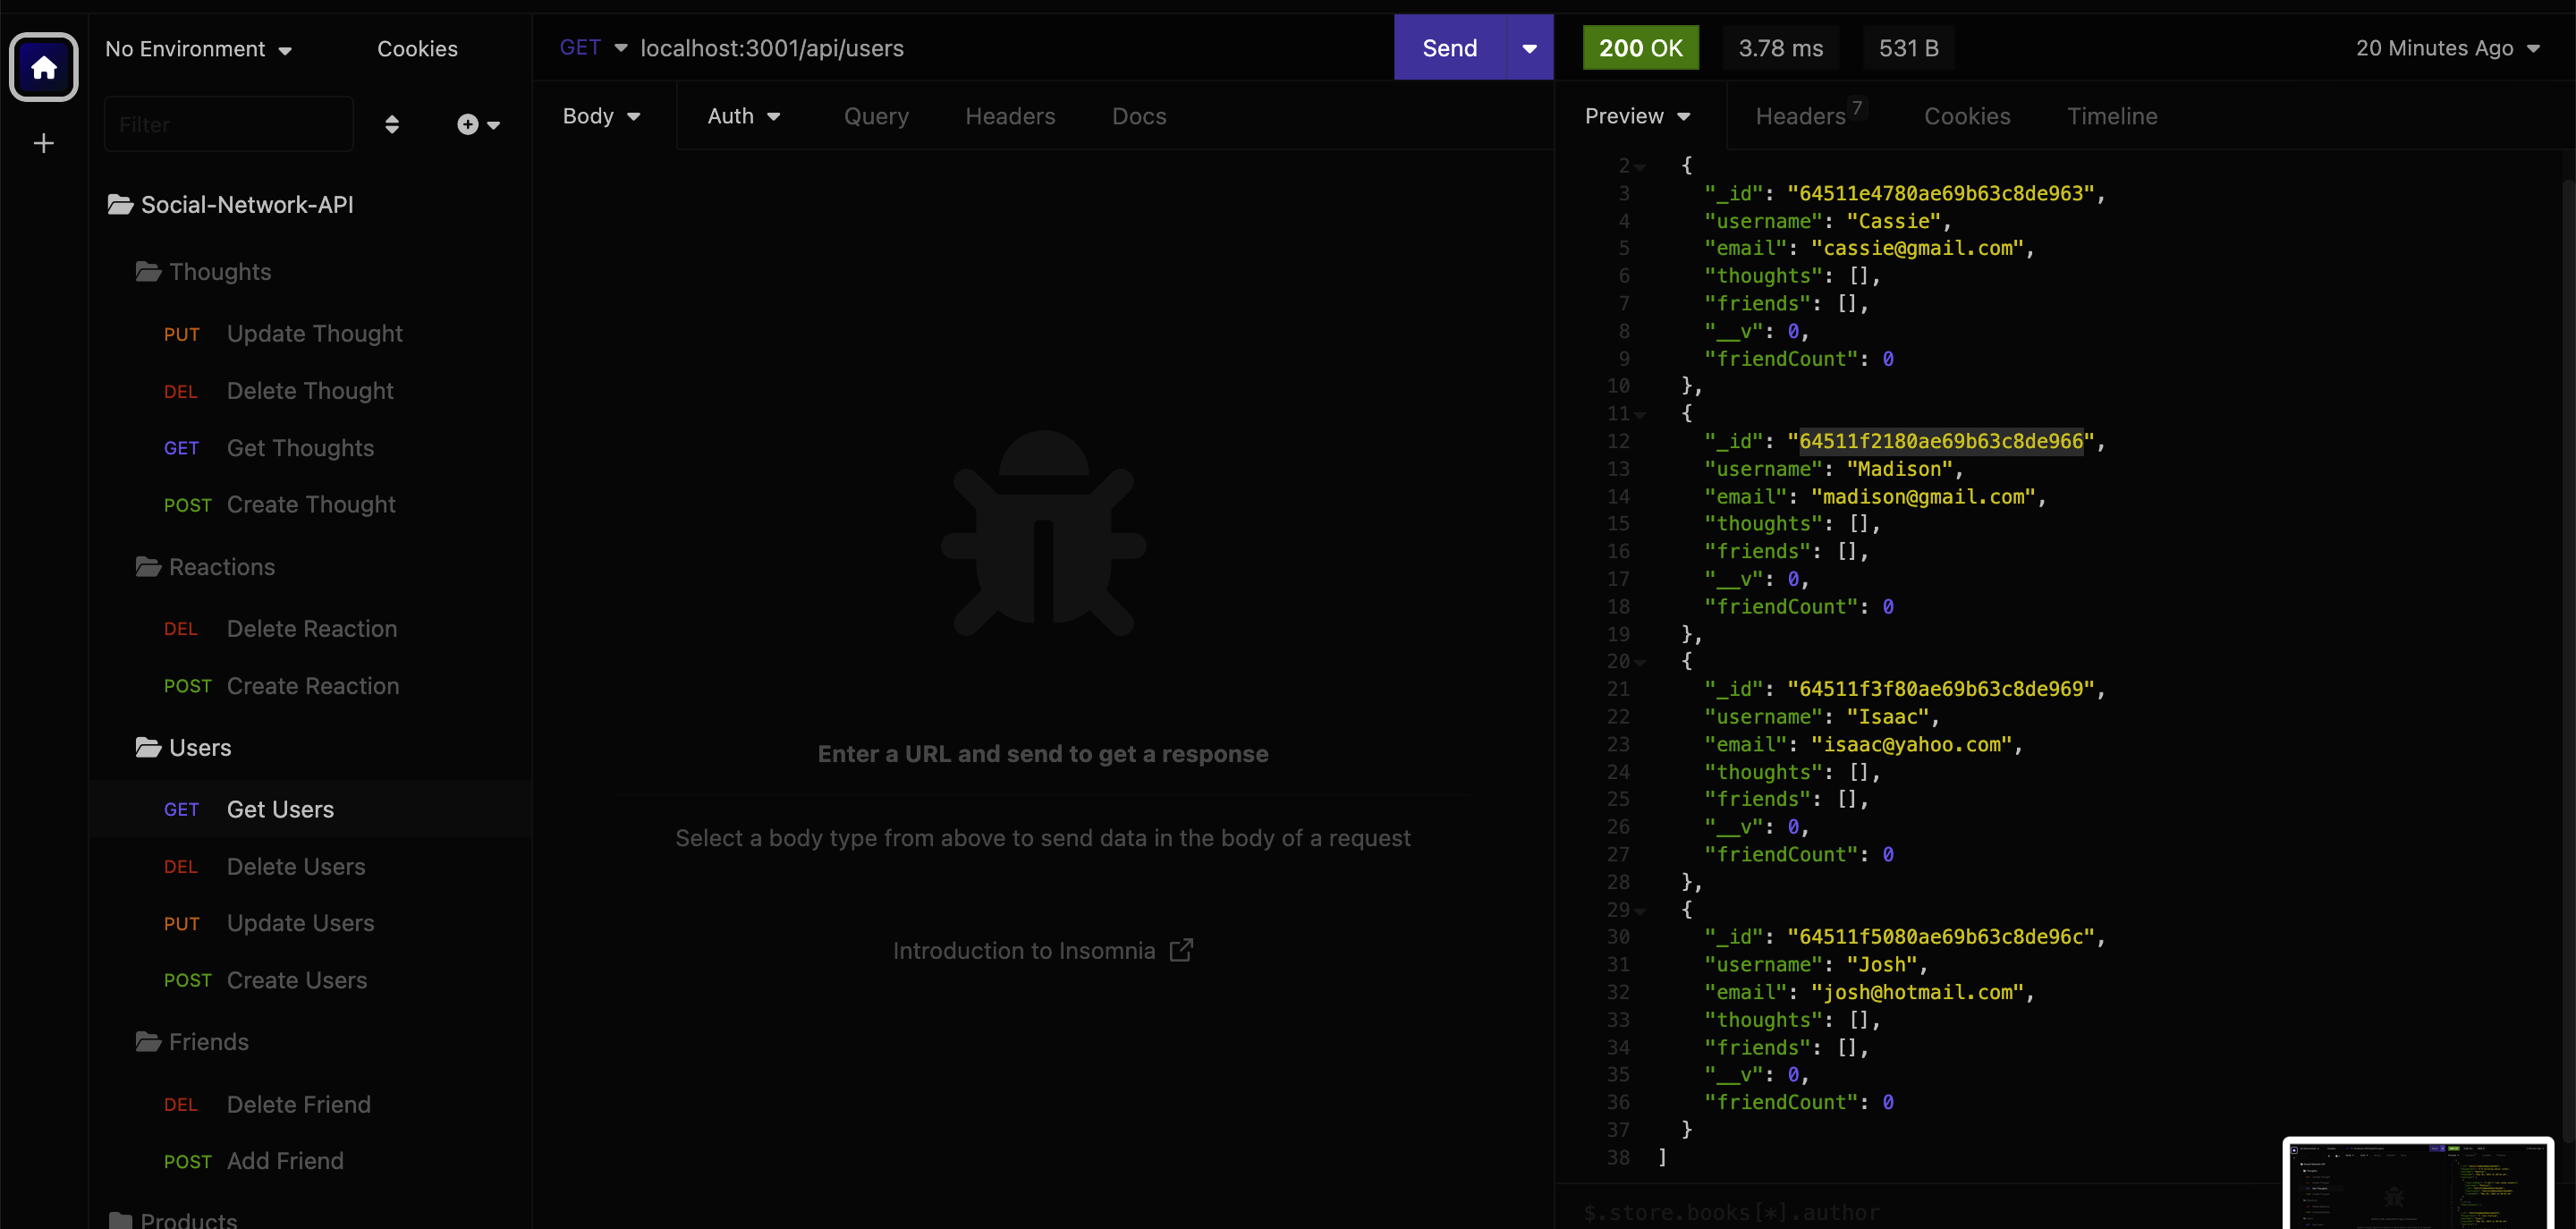 No Environment
Cookies
Filter
Social-Network-API
Thoughts
PUT Update Thought
DEL Delete Thought
GET Get Thoughts
POST Create Thought
Reactions
DEL Delete Reaction
POST Create Reaction
Users
GET Get Users
DEL Delete Users
PUT Update Users
POST Create Users
Friends
DEL Delete Friend
POST Add Friend
Products
GET localhost:3001/api/users
Send
Body Auth Query Headers Docs
Enter a URL and send to get a response
Select a body type from above to send data in the body of a request
Introduction to Insomnia
200 OK 3.78 ms 531 B 20 Minutes Ago
Preview Headers 7 Cookies Timeline
2 {
3 "_id": "64511e4780ae69b63c8de963",
4 "username": "Cassie",
5 "email": "cassie@gmail.com",
6 "thoughts": [],
7 "friends": [],
8 "__v": 0,
9 "friendCount": 0
10 },
11 {
12 "_id": "64511f2180ae69b63c8de966",
13 "username": "Madison",
14 "email": "madison@gmail.com",
15 "thoughts": [],
16 "friends": [],
17 "__v": 0,
18 "friendCount": 0
19 },
20 {
21 "_id": "64511f3f80ae69b63c8de969",
22 "username": "Isaac",
23 "email": "isaac@yahoo.com",
24 "thoughts": [],
25 "friends": [],
26 "__v": 0,
27 "friendCount": 0
28 },
29 {
30 "_id": "64511f5080ae69b63c8de96c",
31 "username": "Josh",
32 "email": "josh@hotmail.com",
33 "thoughts": [],
34 "friends": [],
35 "__v": 0,
36 "friendCount": 0
37 }
38 ]
$.store.books[*].author